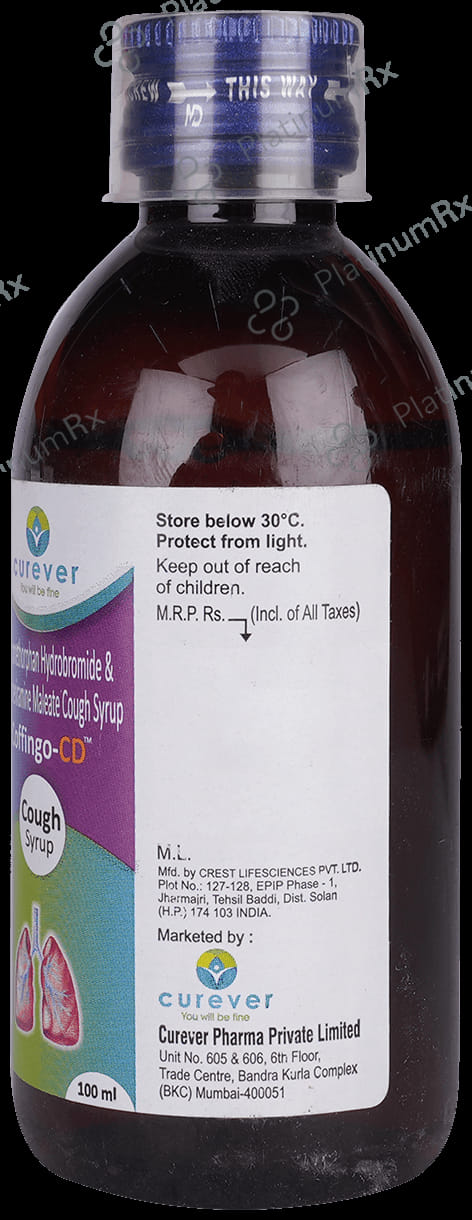 THIS WAY
PlatinumRx
PlatinumRx
curever
You will be fine
Hydrobromide &
Maleate Cough Syrup
-CD™
Cough
Syrup
100 ml
Store below 30°C.
Protect from light.
Keep out of reach
of children.
M.R.P. Rs. (Incl. of All Taxes)
M.L.
Mfd. by CREST LIFESCIENCES PVT. LTD.
Plot No.: 127-128, EPIP Phase - 1,
Jharmajri, Tehsil Baddi, Dist. Solan
(H.P.) 174 103 INDIA.
Marketed by :
curever
You will be fine
Curever Pharma Private Limited
Unit No. 605 & 606, 6th Floor,
Trade Centre, Bandra Kurla Complex
(BKC) Mumbai-400051